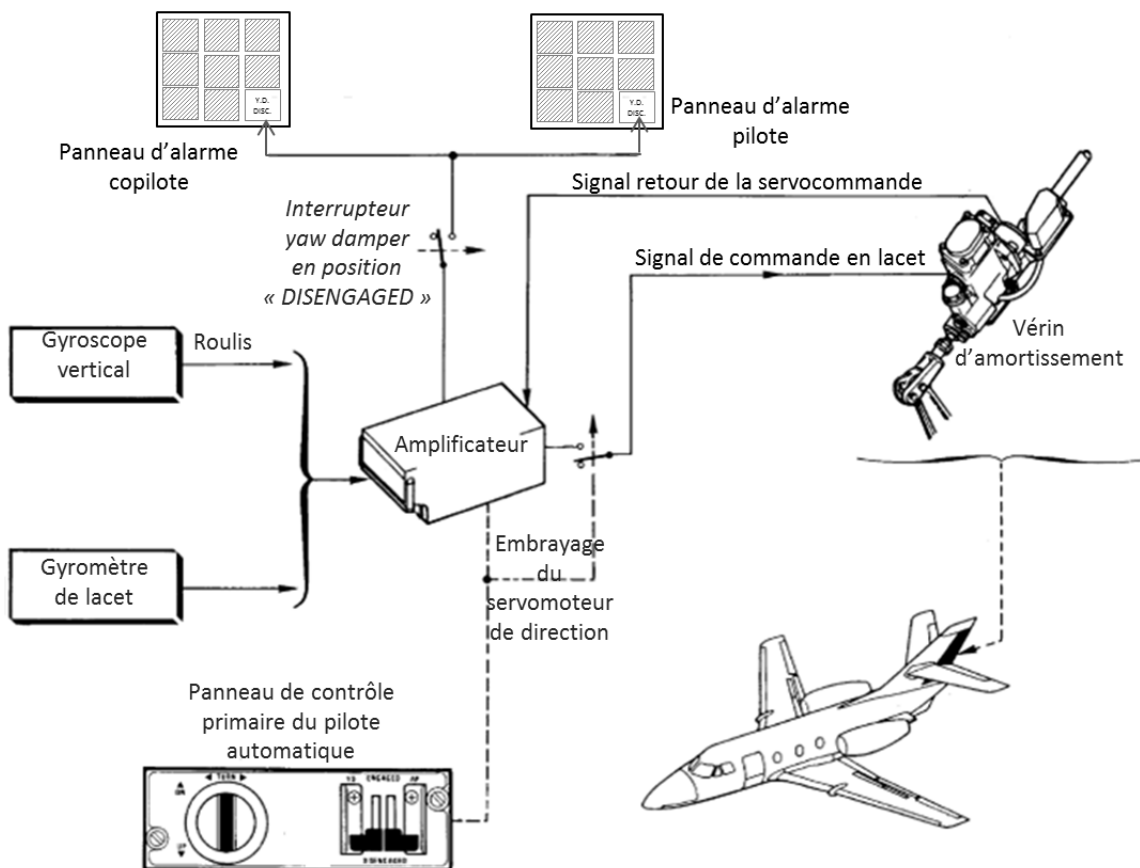 Y.D.
DISC.
Y.D.
DISC.
Panneau d’alarme
copilote
Panneau d’alarme
pilote
Signal retour de la servocommande
Interrupteur
yaw damper
en position
« DISENGAGED »
Signal de commande en lacet
Gyroscope
vertical
Roulis
Vérin
d’amortissement
Amplificateur
Gyromètre
de lacet
Embrayage
du
servomoteur
de direction
Panneau de contrôle
primaire du pilote
automatique
TURN
YD ENGAGED AP
DISENGAGED